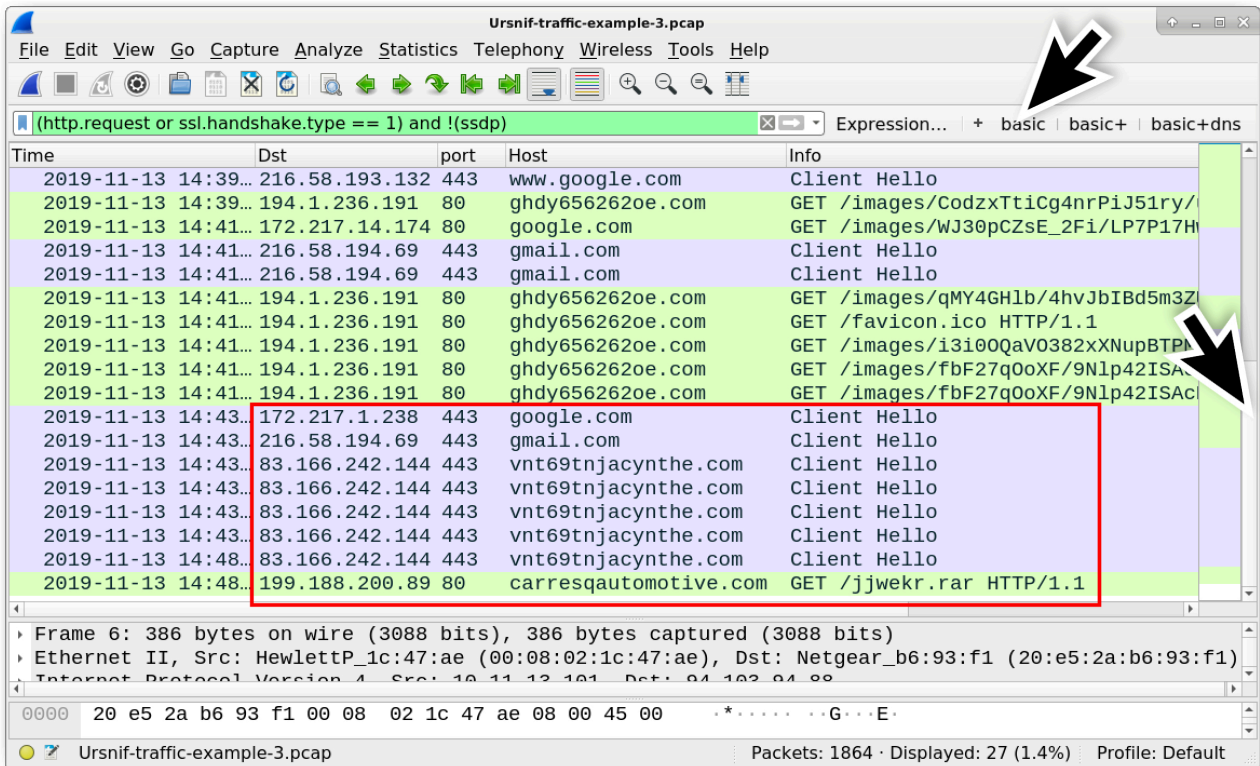 Ursnif-traffic-example-3.pcap
File Edit View Go Capture Analyze Statistics Telephony Wireless Tools Help
(http.request or ssl.handshake.type == 1) and !(ssdp) Expression... + basic basic+ basic+dns
Time Dst port Host Info
2019-11-13 14:39… 216.58.193.132 443 www.google.com Client Hello
2019-11-13 14:39… 194.1.236.191 80 ghdy656262oe.com GET /images/CodzxTtiCg4nrPiJ51ry/
2019-11-13 14:41… 172.217.14.174 80 google.com GET /images/WJ30pCZsE_2Fi/LP7P17H
2019-11-13 14:41… 216.58.194.69 443 gmail.com Client Hello
2019-11-13 14:41… 216.58.194.69 443 gmail.com Client Hello
2019-11-13 14:41… 194.1.236.191 80 ghdy656262oe.com GET /images/qMY4GHlb/4hvJbIBd5m3Z
2019-11-13 14:41… 194.1.236.191 80 ghdy656262oe.com GET /favicon.ico HTTP/1.1
2019-11-13 14:41… 194.1.236.191 80 ghdy656262oe.com GET /images/i3i0OQaVO382xXNupBTP
2019-11-13 14:41… 194.1.236.191 80 ghdy656262oe.com GET /images/fbF27qOoXF/9Nlp42ISA
2019-11-13 14:41… 194.1.236.191 80 ghdy656262oe.com GET /images/fbF27qOoXF/9Nlp42ISAc
2019-11-13 14:43… 172.217.1.238 443 google.com Client Hello
2019-11-13 14:43… 216.58.194.69 443 gmail.com Client Hello
2019-11-13 14:43… 83.166.242.144 443 vnt69tnjacynthe.com Client Hello
2019-11-13 14:43… 83.166.242.144 443 vnt69tnjacynthe.com Client Hello
2019-11-13 14:43… 83.166.242.144 443 vnt69tnjacynthe.com Client Hello
2019-11-13 14:43… 83.166.242.144 443 vnt69tnjacynthe.com Client Hello
2019-11-13 14:48… 83.166.242.144 443 vnt69tnjacynthe.com Client Hello
2019-11-13 14:48… 199.188.200.89 80 carresqautomotive.com GET /jjwekr.rar HTTP/1.1
Frame 6: 386 bytes on wire (3088 bits), 386 bytes captured (3088 bits)
Ethernet II, Src: HewlettP_1c:47:ae (00:08:02:1c:47:ae), Dst: Netgear_b6:93:f1 (20:e5:2a:b6:93:f1)
Internet Protocol Version 4, Src: 10.11.13.101, Dst: 94.103.94.88
0000 20 e5 2a b6 93 f1 00 08 02 1c 47 ae 08 00 45 00 ·*····· ··G···E·
Ursnif-traffic-example-3.pcap Packets: 1864 · Displayed: 27 (1.4%) Profile: Default